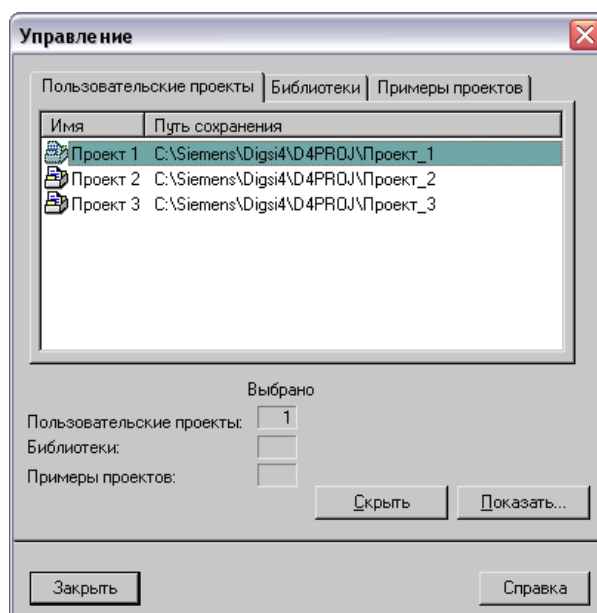 Управление
Пользовательские проекты Библиотеки Примеры проектов
Имя Путь сохранения
Проект 1 C:\Siemens\Digsi4\D4PROJ\Проект_1
Проект 2 C:\Siemens\Digsi4\D4PROJ\Проект_2
Проект 3 C:\Siemens\Digsi4\D4PROJ\Проект_3
Выбрано
Пользовательские проекты: 1
Библиотеки:
Примеры проектов:
Скрыть Показать...
Закрыть Справка